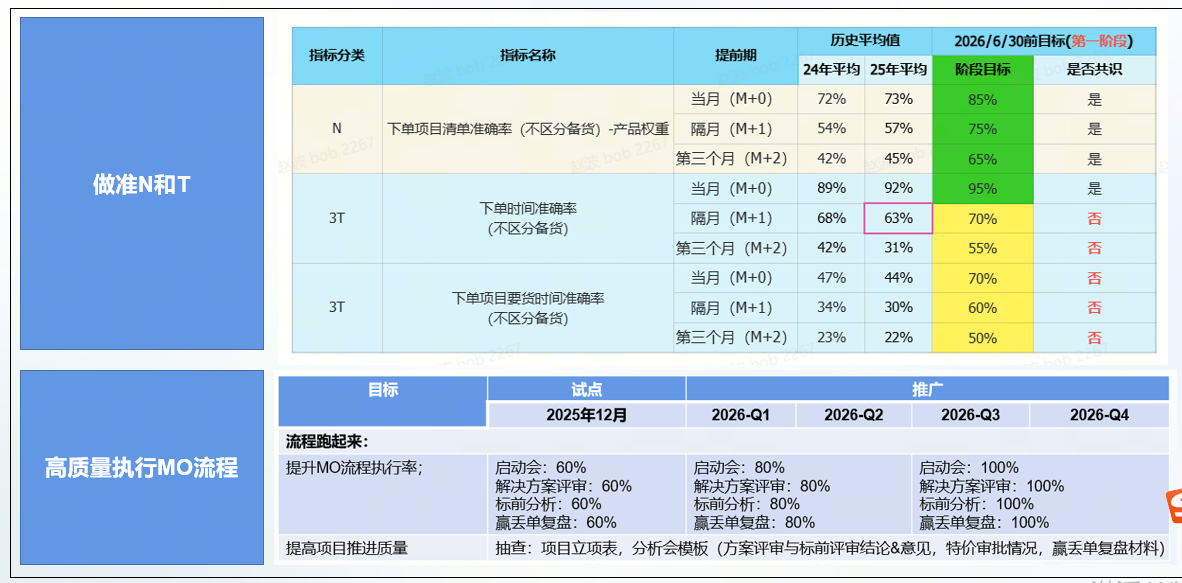 做准N和T
指标分类 指标名称 提前期 历史平均值 2026/6/30前目标(第一阶段)
24年平均 25年平均 阶段目标 是否共识
N 下单项目清单准确率（不区分备货）-产品权重
当月（M+0） 72% 73% 85% 是
隔月（M+1） 54% 57% 75% 是
第三个月（M+2） 42% 45% 65% 是
3T 下单时间准确率
(不区分备货)
当月（M+0） 89% 92% 95% 是
隔月（M+1） 68% 63% 70% 否
第三个月（M+2） 42% 31% 55% 否
3T 下单项目要货时间准确率
(不区分备货)
当月（M+0） 47% 44% 70% 否
隔月（M+1） 34% 30% 60% 否
第三个月（M+2） 23% 22% 50% 否
高质量执行MO流程
目标 试点 推广
2025年12月 2026-Q1 2026-Q2 2026-Q3 2026-Q4
流程跑起来：
提升MO流程执行率；
启动会：60% 启动会：80% 启动会：100%
解决方案评审：60% 解决方案评审：80% 解决方案评审：100%
标前分析：60% 标前分析：80% 标前分析：100%
赢丢单复盘：60% 赢丢单复盘：80% 赢丢单复盘：100%
提高项目推进质量 抽查：项目立项表，分析会模板（方案评审与标前评审结论&意见，特价审批情况，赢丢单复盘材料）
bob 2267